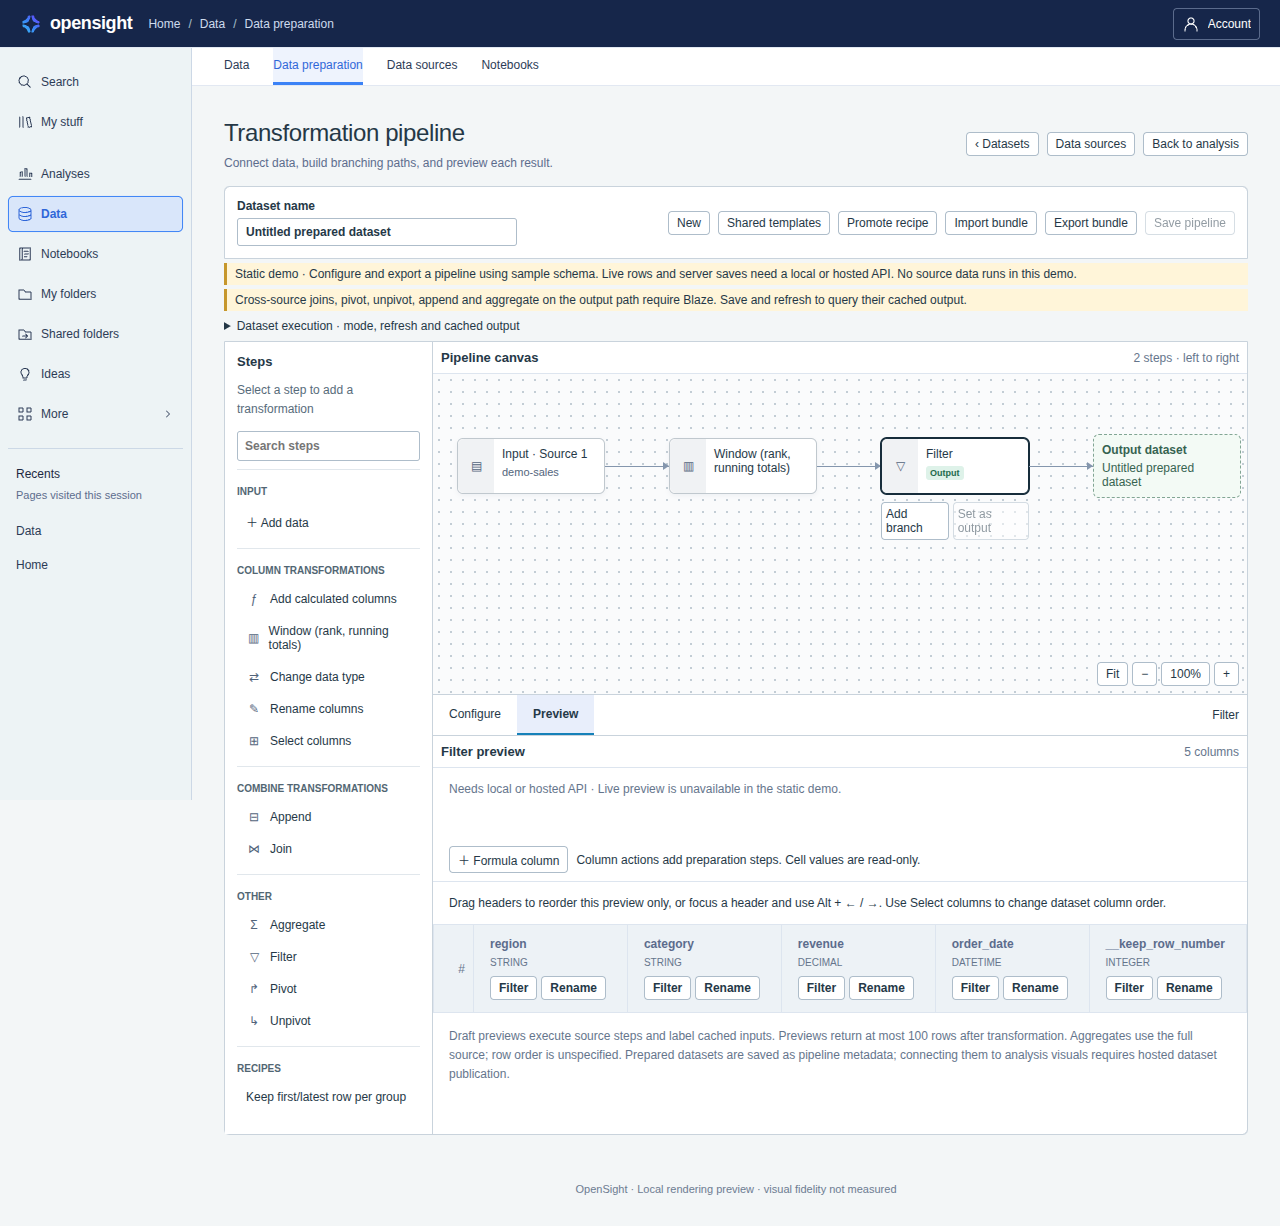 opensight
Home / Data / Data preparation
Account
Search
My stuff
Analyses
Data
Notebooks
My folders
Shared folders
Ideas
More
Recents
Pages visited this session
Data
Home
Data
Data preparation
Data sources
Notebooks
Transformation pipeline
Connect data, build branching paths, and preview each result.
‹ Datasets
Data sources
Back to analysis
Dataset name
Untitled prepared dataset
New
Shared templates
Promote recipe
Import bundle
Export bundle
Save pipeline
Static demo · Configure and export a pipeline using sample schema. Live rows and server saves need a local or hosted API. No source data runs in this demo.
Cross-source joins, pivot, unpivot, append and aggregate on the output path require Blaze. Save and refresh to query their cached output.
Dataset execution · mode, refresh and cached output
Steps
Select a step to add a
transformation
Search steps
INPUT
+ Add data
COLUMN TRANSFORMATIONS
ƒ Add calculated columns
Window (rank, running
totals)
Change data type
Rename columns
Select columns
COMBINE TRANSFORMATIONS
Append
Join
OTHER
Σ Aggregate
Filter
Pivot
Unpivot
RECIPES
Keep first/latest row per group
Pipeline canvas
2 steps · left to right
Input · Source 1
demo-sales
Window (rank,
running totals)
Filter
Output
Add
branch
Set as
output
Output dataset
Untitled prepared
dataset
Fit
−
100%
+
Configure
Preview
Filter
Filter preview
5 columns
Needs local or hosted API · Live preview is unavailable in the static demo.
+ Formula column
Column actions add preparation steps. Cell values are read-only.
Drag headers to reorder this preview only, or focus a header and use Alt + ← / →. Use Select columns to change dataset column order.
#
region
STRING
Filter
Rename
category
STRING
Filter
Rename
revenue
DECIMAL
Filter
Rename
order_date
DATETIME
Filter
Rename
__keep_row_number
INTEGER
Filter
Rename
Draft previews execute source steps and label cached inputs. Previews return at most 100 rows after transformation. Aggregates use the full
source; row order is unspecified. Prepared datasets are saved as pipeline metadata; connecting them to analysis visuals requires hosted dataset
publication.
OpenSight · Local rendering preview · visual fidelity not measured